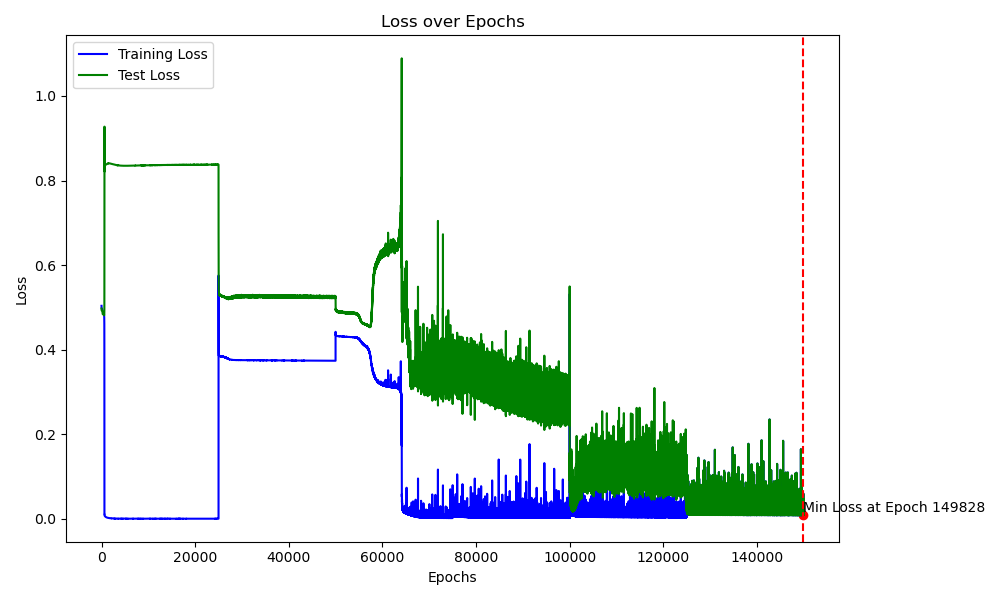 Loss over Epochs
Training Loss
Test Loss
Loss
1.0
0.8
0.6
0.4
0.2
0.0
Min Loss at Epoch 149828
0
20000
40000
60000
80000
100000
120000
140000
Epochs